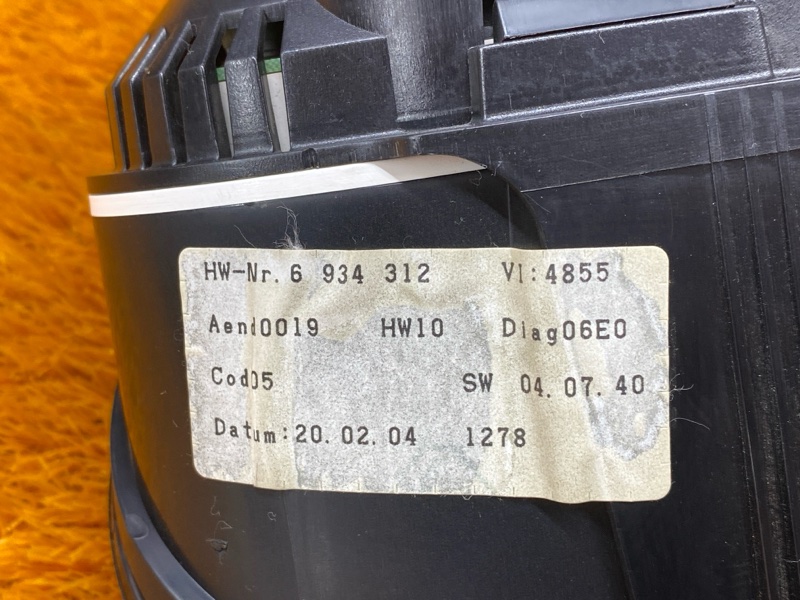 HW-Nr. 6 934 312 VI:4855
Aend0019 HW10 Diag06E0
Cod05 SW 04.07.40
Datum:20.02.04 1278